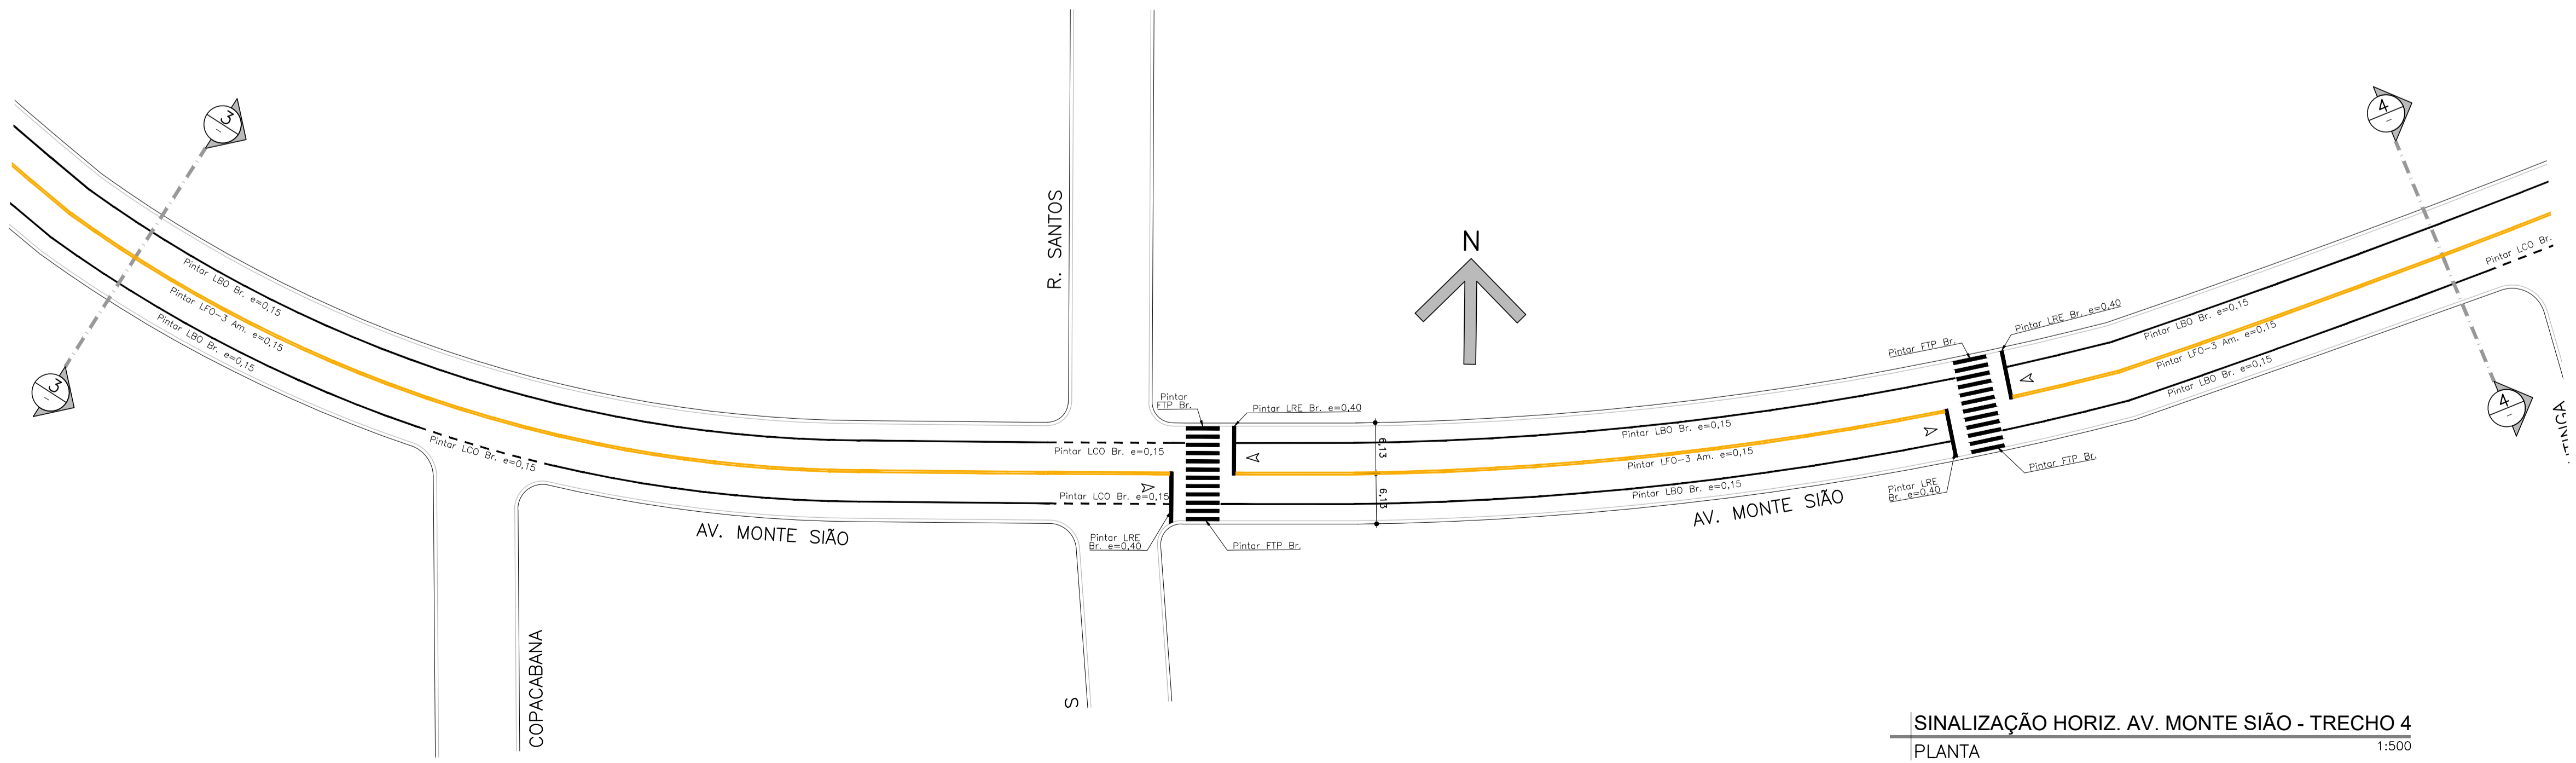 3
-
4
-
R. SANTOS
N
Pintar LBO Br. e=0,15
Pintar LFO-3 Am. e=0,15
Pintar LBO Br. e=0,15
3
-
Pintar LCO Br. e=0,15
Pintar LCO Br. e=0,15
Pintar LCO Br. e=0,15
Pintar
FTP Br.
Pintar LRE Br. e=0,40
6,13
6,13
Pintar LBO Br. e=0,15
Pintar LFO-3 Am. e=0,15
Pintar LBO Br. e=0,15
Pintar FTP Br.
Pintar LRE Br. e=0,40
Pintar LBO Br. e=0,15
Pintar LFO-3 Am. e=0,15
Pintar LBO Br. e=0,15
Pintar LCO Br.
4
-
Pintar FTP Br.
Pintar LRE
Br. e=0,40
AV. MONTE SIÃO
AV. MONTE SIÃO
Pintar LRE
Br. e=0,40
Pintar FTP Br.
COPACABANA
S
SINALIZAÇÃO HORIZ. AV. MONTE SIÃO - TRECHO 4
PLANTA
1:500